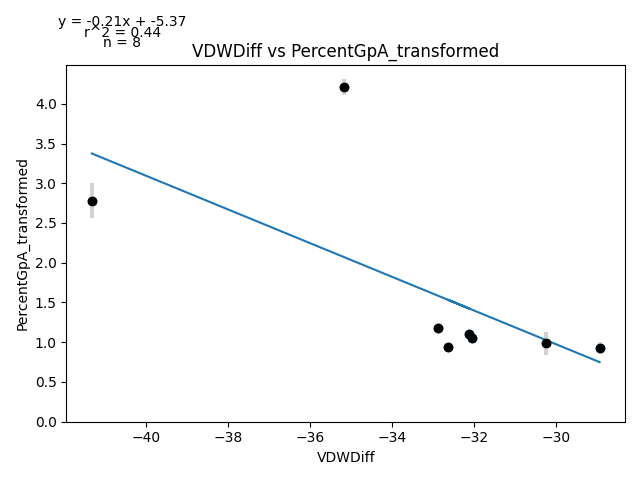 y = -0.21x + -5.37
r^2 = 0.44
n = 8
VDWDiff vs PercentGpA_transformed
4.0
3.5
3.0
2.5
2.0
1.5
1.0
0.5
0.0
PercentGpA_transformed
−40 −38 −36 −34 −32 −30
VDWDiff